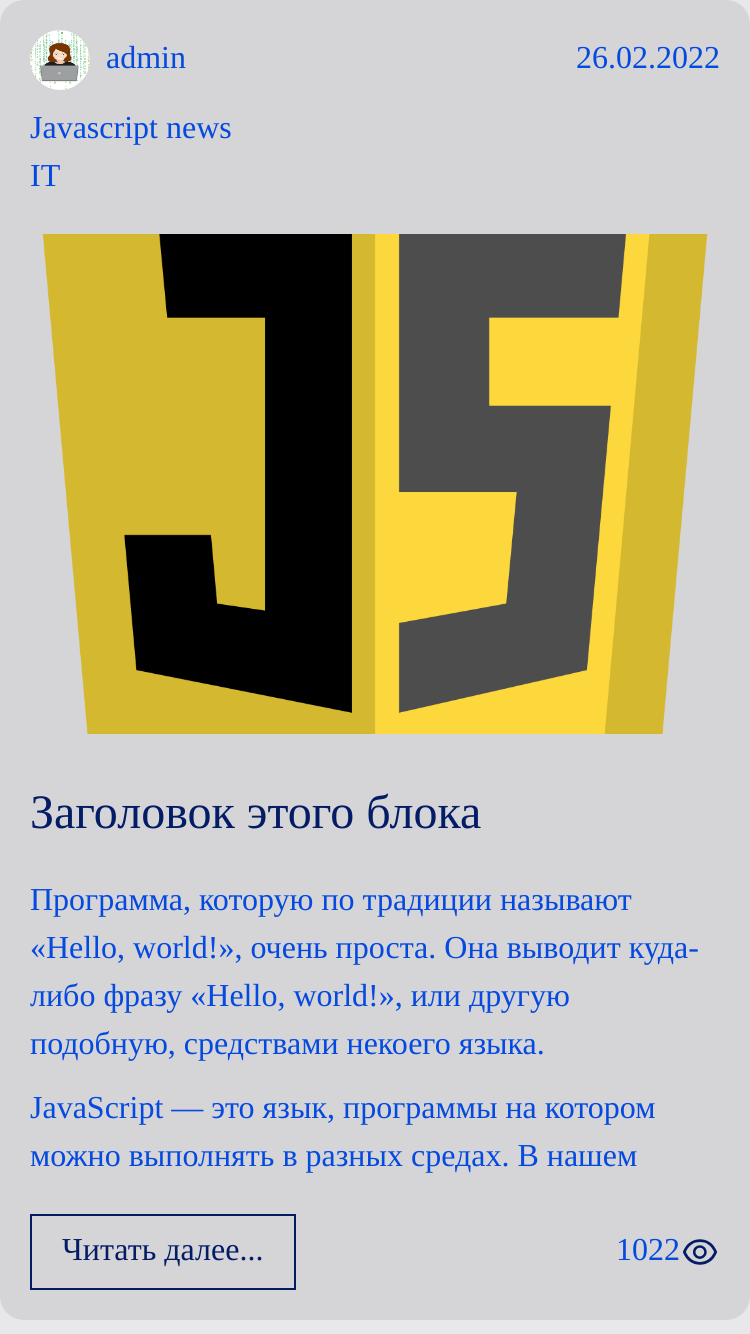 admin
26.02.2022
Javascript news
IT
JS
Заголовок этого блока
Программа, которую по традиции называют
«Hello, world!», очень проста. Она выводит куда-
либо фразу «Hello, world!», или другую
подобную, средствами некоего языка.
JavaScript — это язык, программы на котором
можно выполнять в разных средах. В нашем
Читать далее...
1022